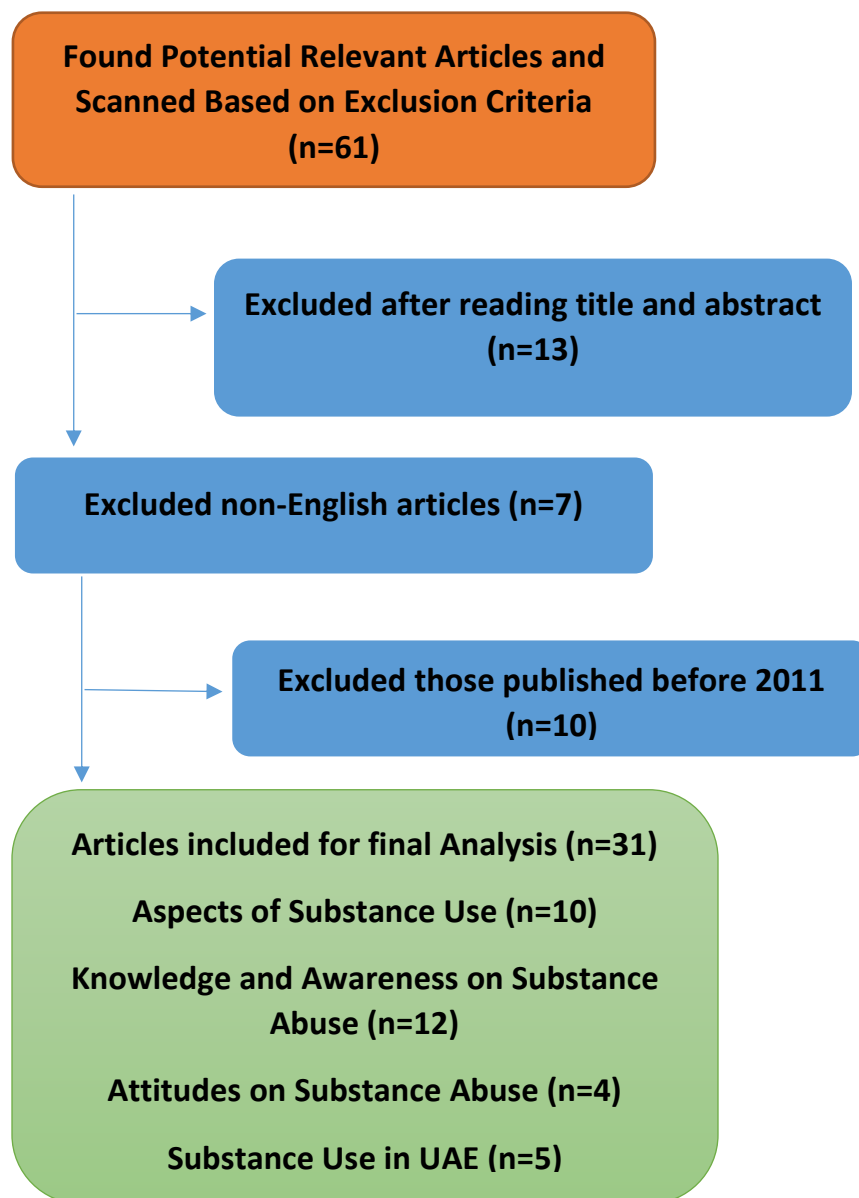 Found Potential Relevant Articles and
Scanned Based on Exclusion Criteria
(n=61)
Excluded after reading title and abstract
(n=13)
Excluded non-English articles (n=7)
Excluded those published before 2011
(n=10)
Articles included for final Analysis (n=31)
Aspects of Substance Use (n=10)
Knowledge and Awareness on Substance
Abuse (n=12)
Attitudes on Substance Abuse (n=4)
Substance Use in UAE (n=5)